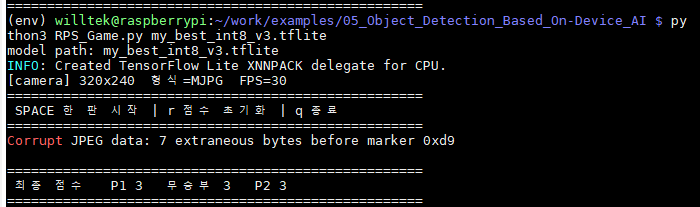 ====================================================
(env) willtek@raspberrypi:~/work/examples/05_Object_Detection_Based_On-Device_AI $ py
thon3 RPS_Game.py my_best_int8_v3.tflite
model path: my_best_int8_v3.tflite
INFO: Created TensorFlow Lite XNNPACK delegate for CPU.
[camera] 320x240 형식=MJPG FPS=30
====================================================
SPACE 한 판 시작 | r 점수 초기화 | q 종료
====================================================
Corrupt JPEG data: 7 extraneous bytes before marker 0xd9
====================================================
최종 점수 P1 3 무승부 3 P2 3
====================================================